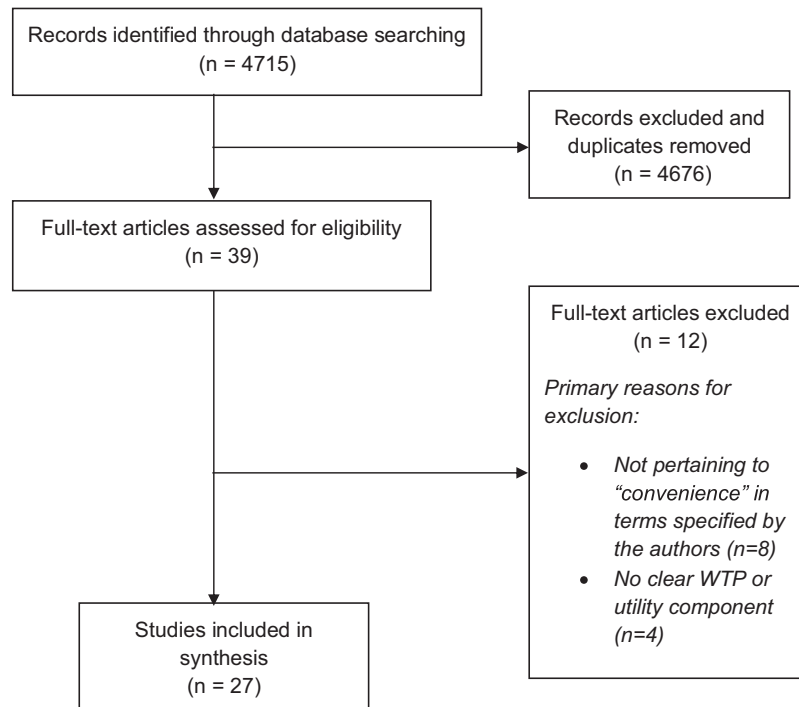 Records identified through database searching
(n = 4715)
Records excluded and
duplicates removed
(n = 4676)
Full-text articles assessed for eligibility
(n = 39)
Full-text articles excluded
(n = 12)
Primary reasons for
exclusion:
• Not pertaining to
“convenience” in
terms specified by
the authors (n=8)
• No clear WTP or
utility component
(n=4)
Studies included in
synthesis
(n = 27)